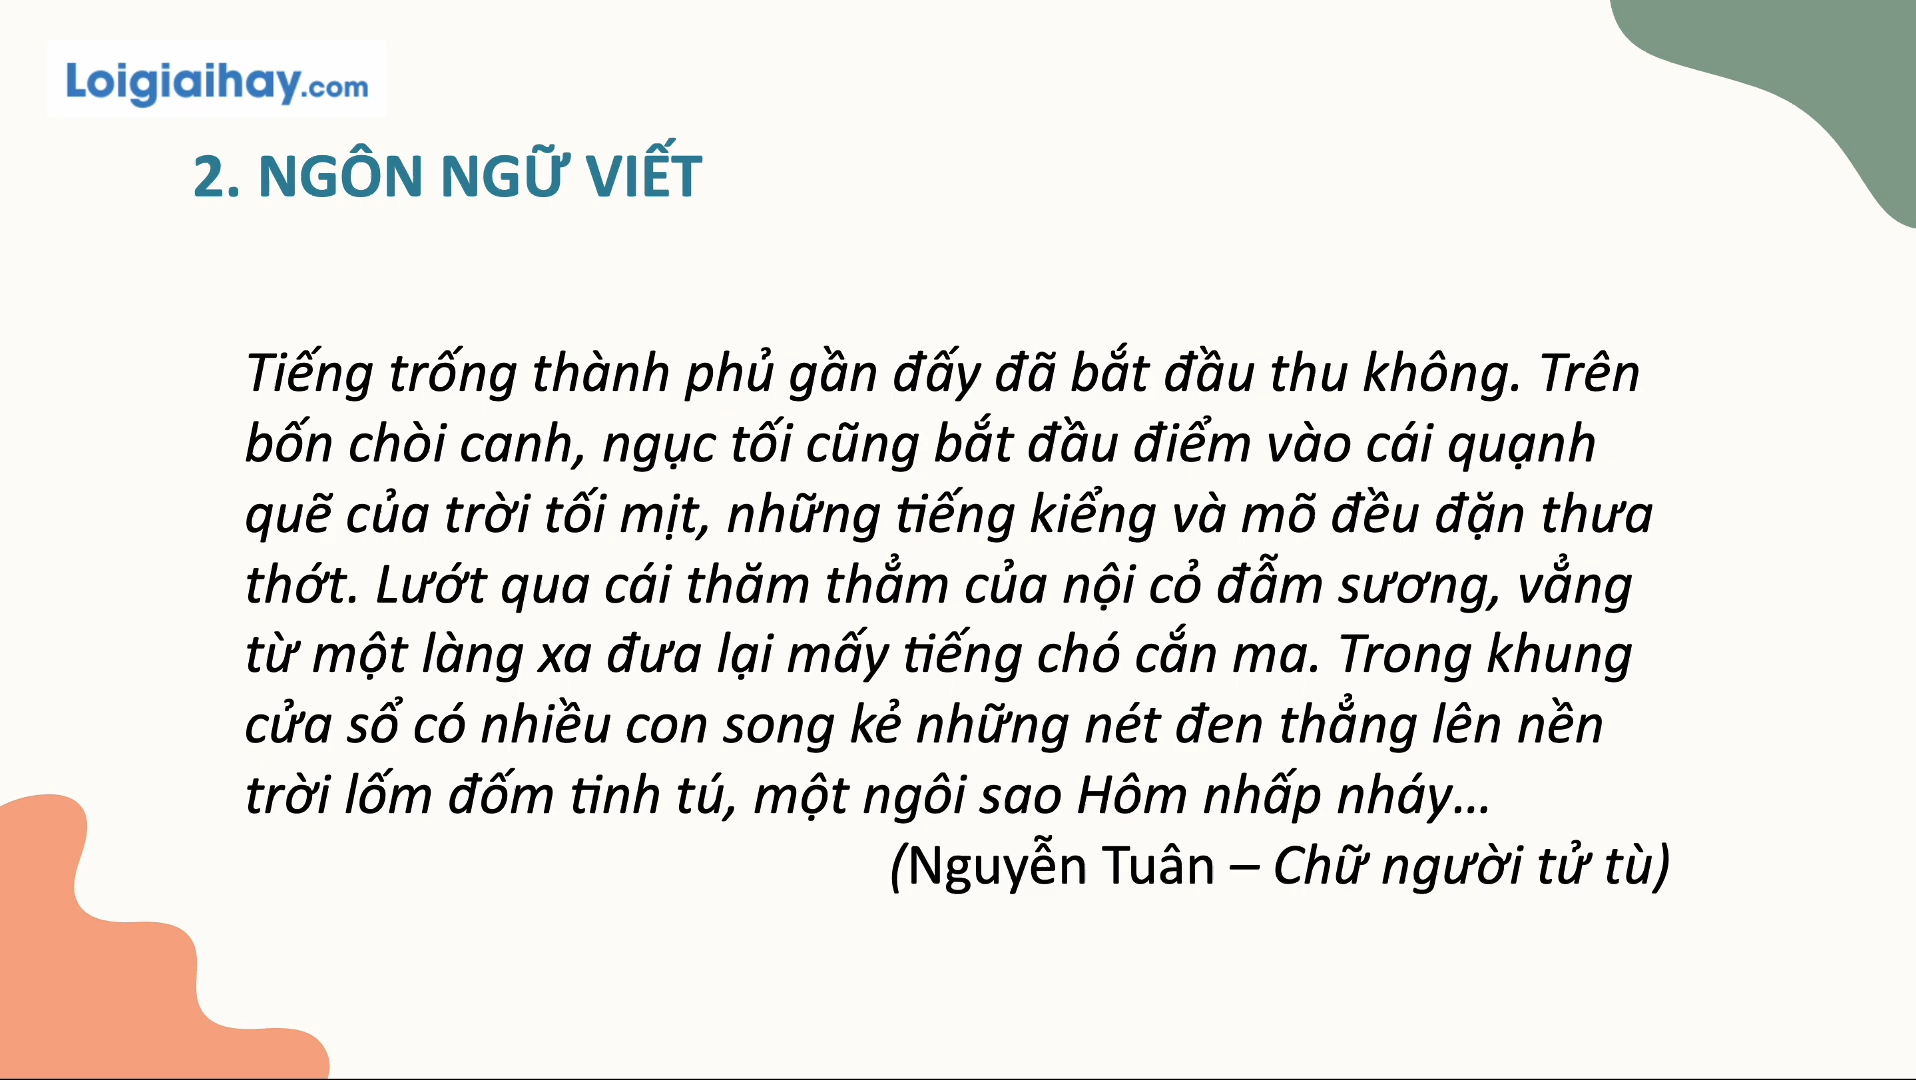 Loigiaihay.com
2. NGÔN NGỮ VIẾT
Tiếng trống thành phủ gần đấy đã bắt đầu thu không. Trên
bốn chòi canh, ngục tối cũng bắt đầu điểm vào cái quạnh
quẽ của trời tối mịt, những tiếng kiểng và mõ đều đặn thưa
thớt. Lướt qua cái thăm thẳm của nội cỏ đẫm sương, vẳng
từ một làng xa đưa lại mấy tiếng chó cắn ma. Trong khung
cửa sổ có nhiều con song kẻ những nét đen thẳng lên nền
trời lốm đốm tinh tú, một ngôi sao Hôm nhấp nháy…
(Nguyễn Tuân – Chữ người tử tù)